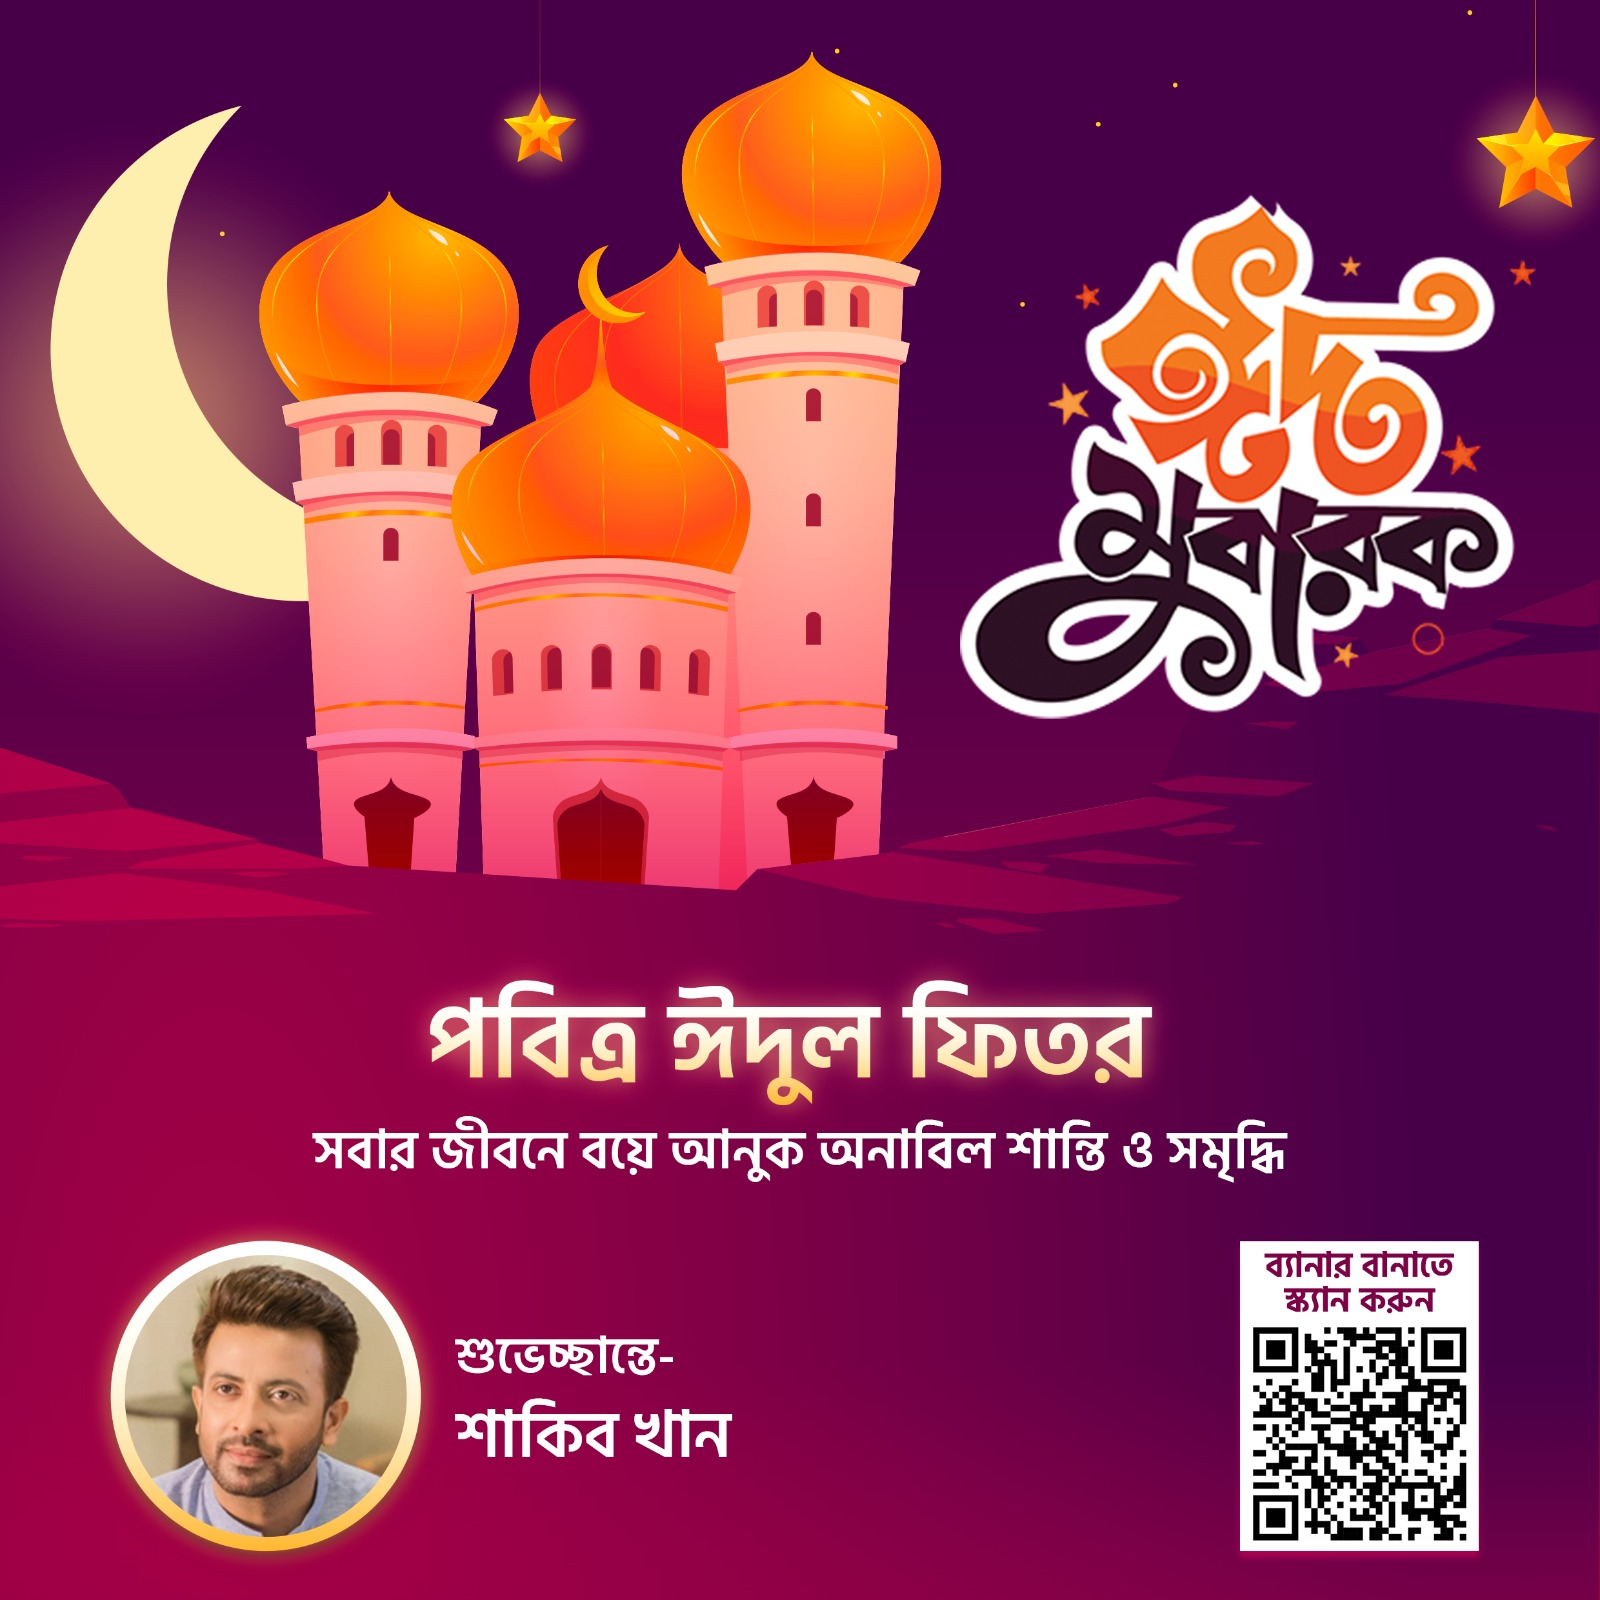 ঈদ
মুবারক
পবিত্র ঈদুল ফিতর
সবার জীবনে বয়ে আনুক অনাবিল শান্তি ও সমৃদ্ধি
শুভেচ্ছান্তে-
শাকিব খান
ব্যানার বানাতে
স্ক্যান করুন